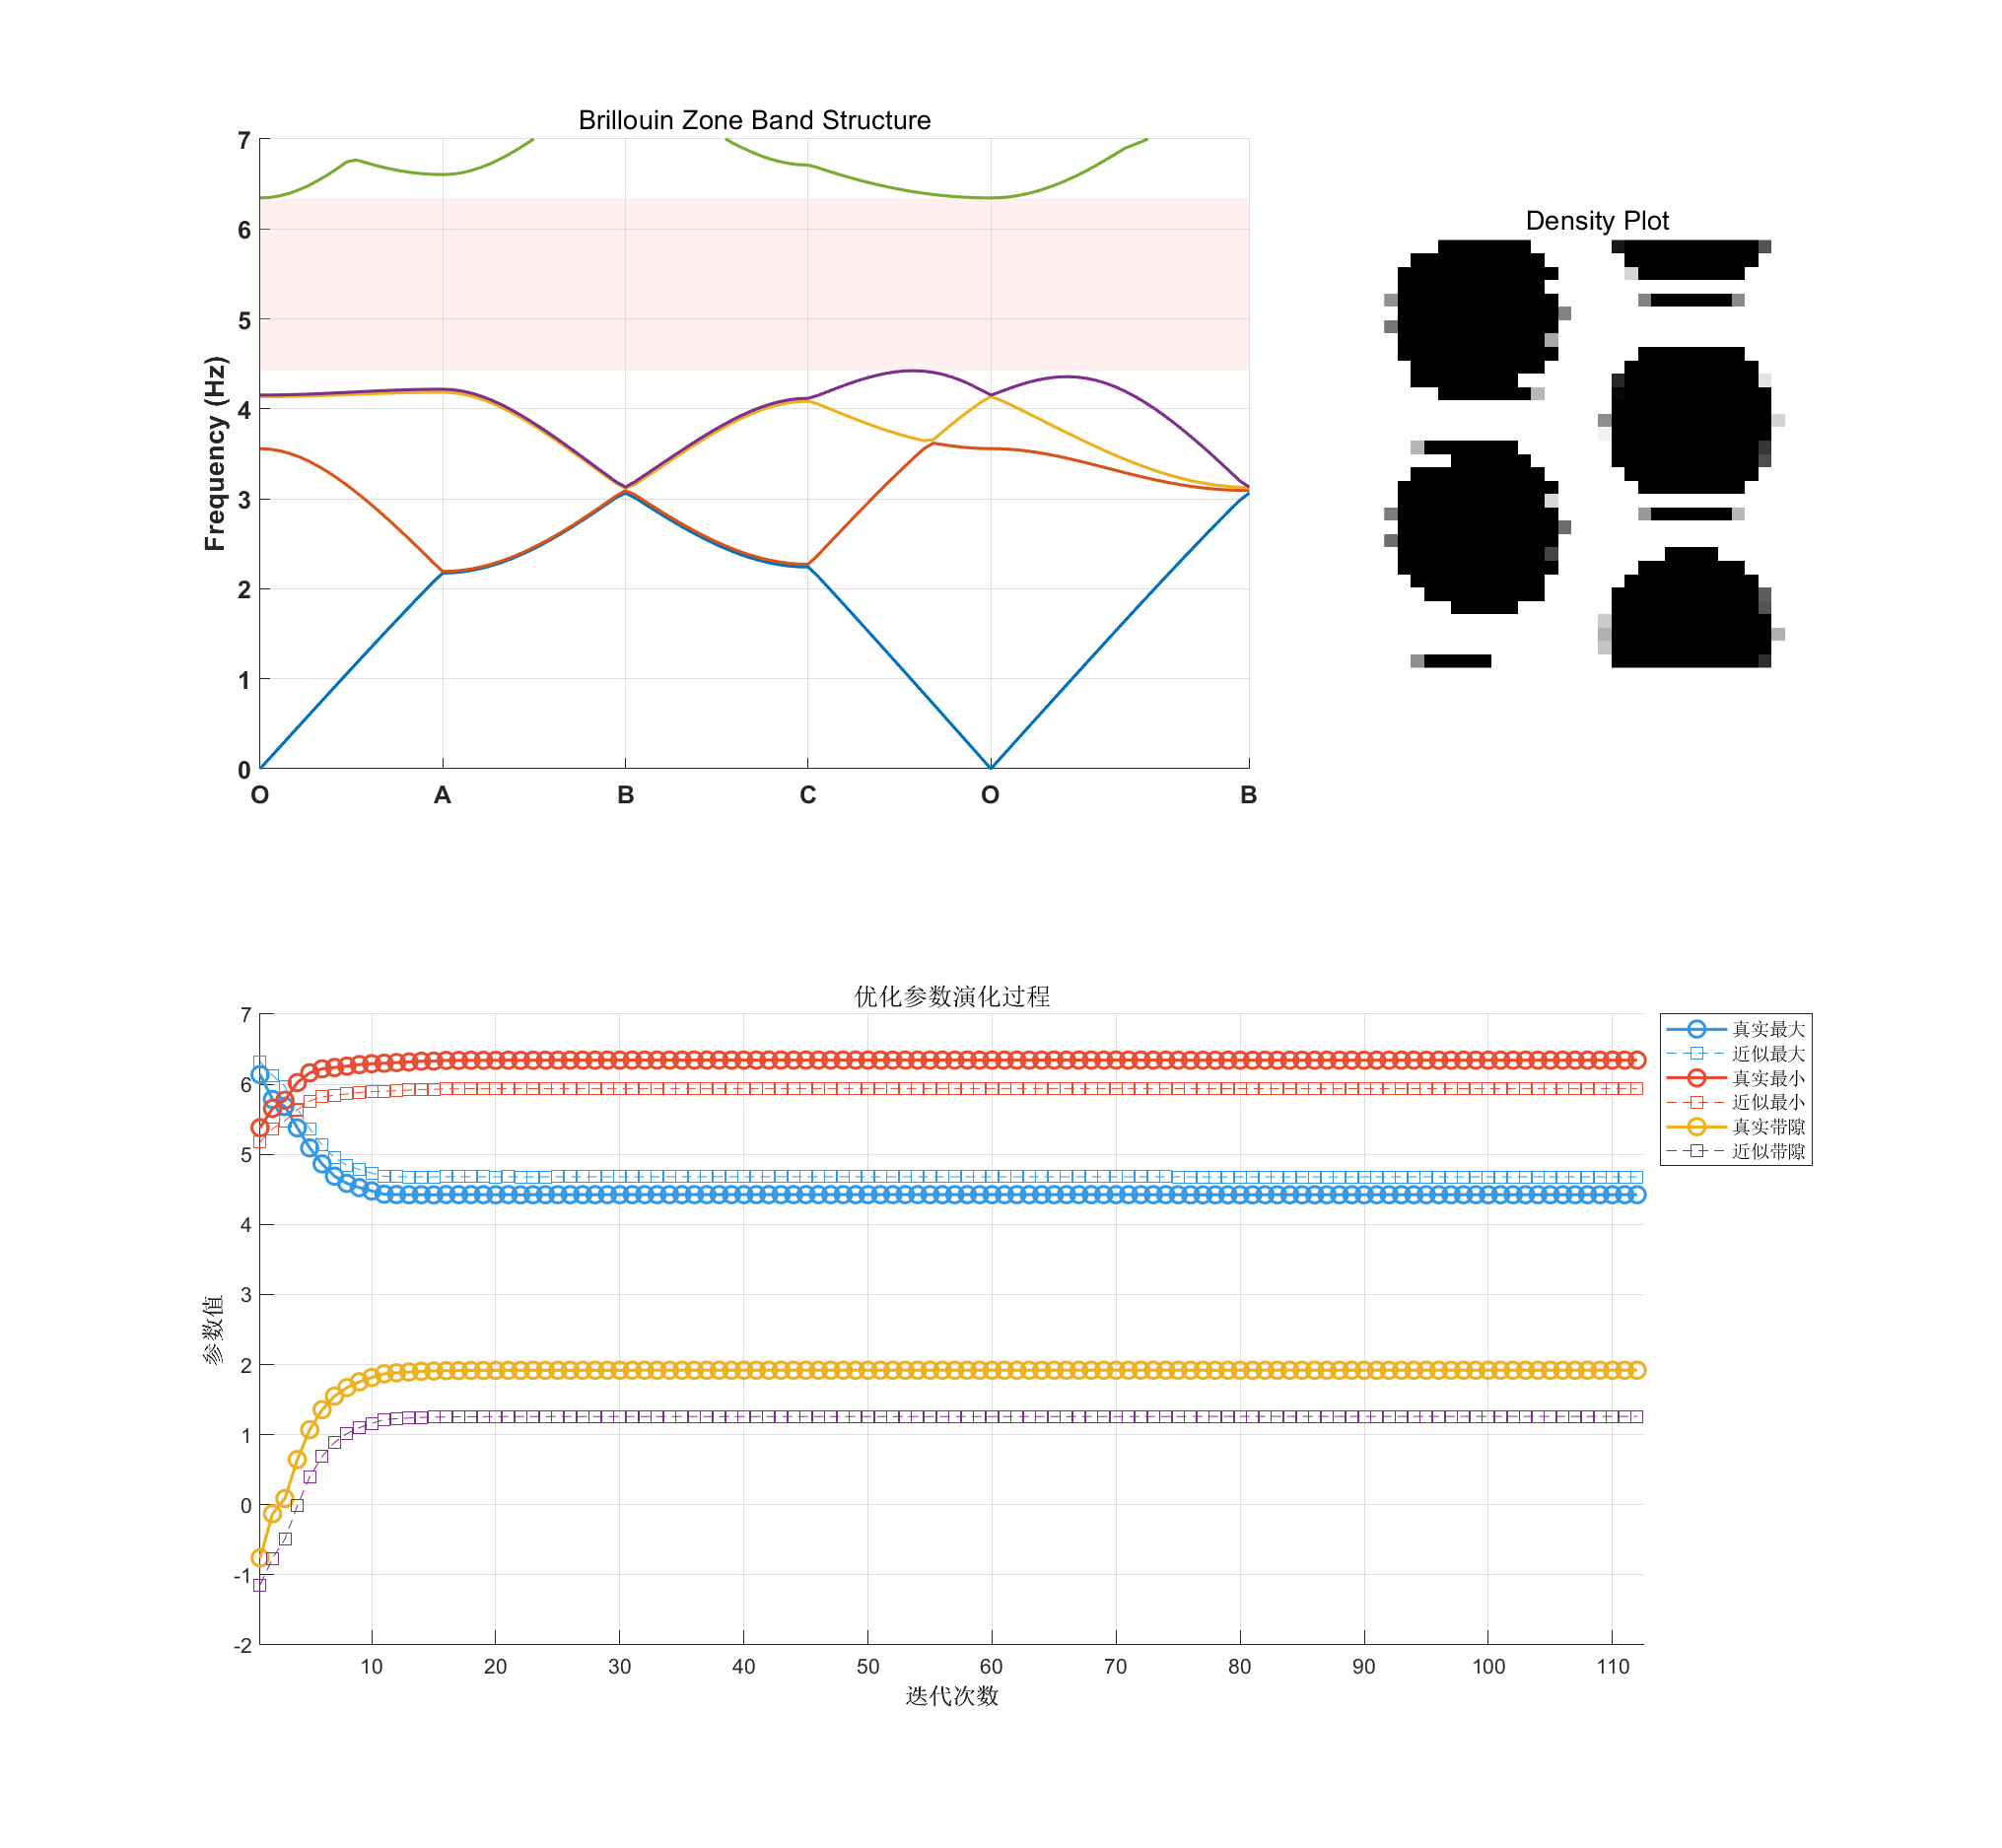 Brillouin Zone Band Structure
7
6
5
4
3
2
1
0
Frequency (Hz)
O A B C O B
Density Plot
优化参数演化过程
7
6
5
4
3
2
1
0
-1
-2
参数值
10 20 30 40 50 60 70 80 90 100 110
迭代次数
真实最大
近似最大
真实最小
近似最小
真实带隙
近似带隙